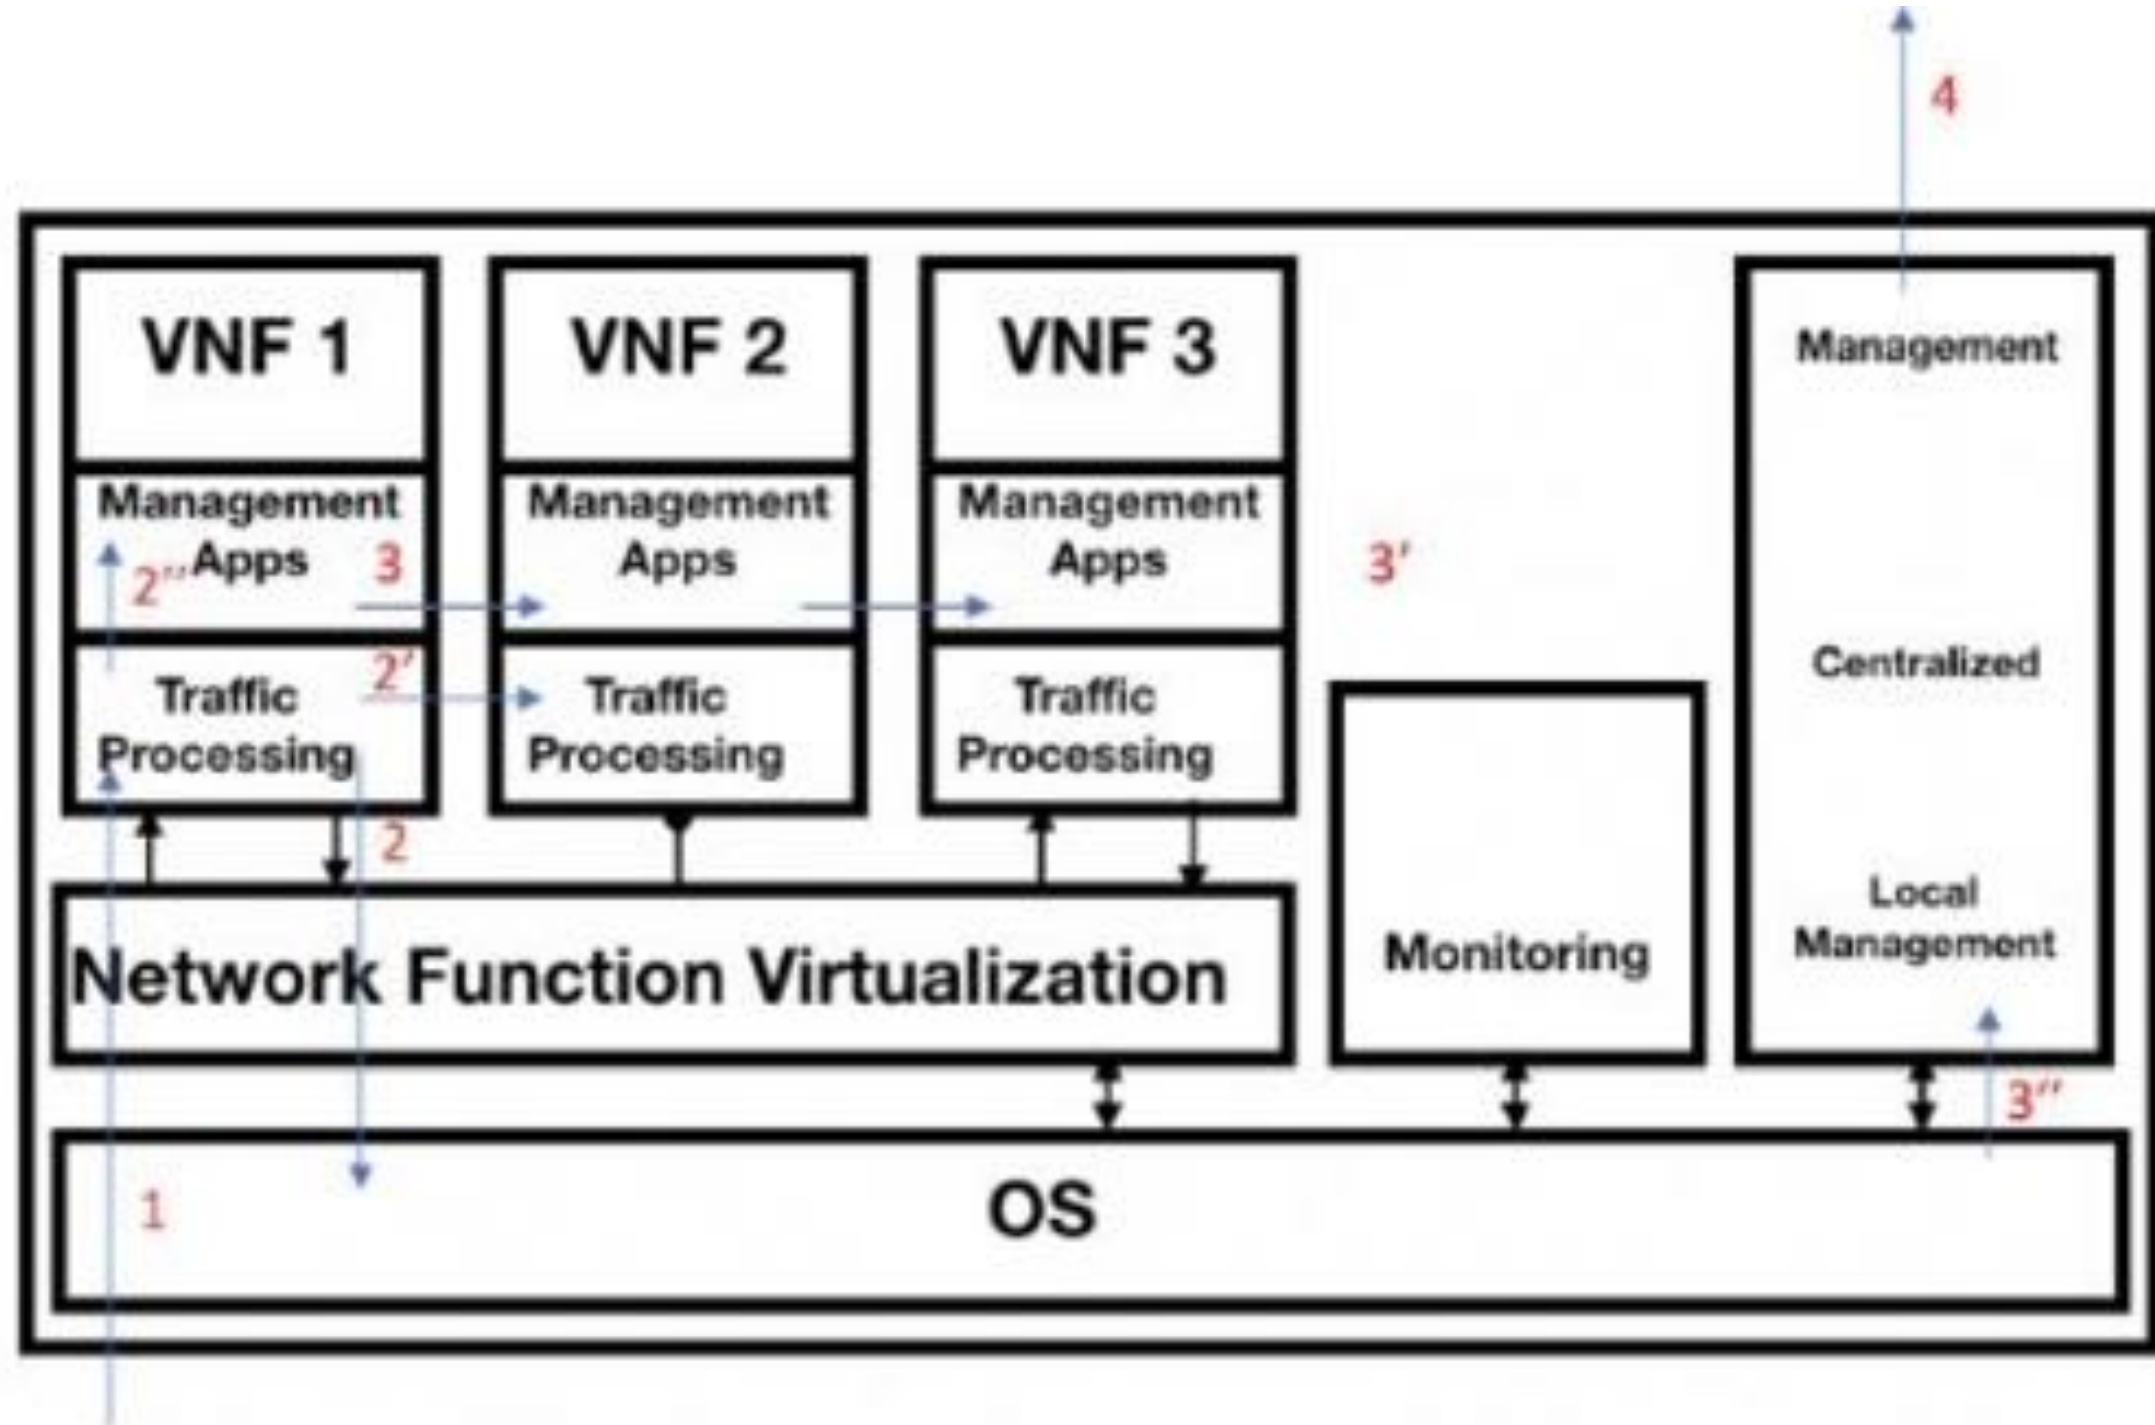 4
VNF 1
VNF 2
VNF 3
Management
Management
Apps
2''
3
Management
Apps
Management
Apps
3'
Centralized
2'
Traffic
Processing
Traffic
Processing
Traffic
Processing
2
Local
Management
Network Function Virtualization
Monitoring
3''
1
OS